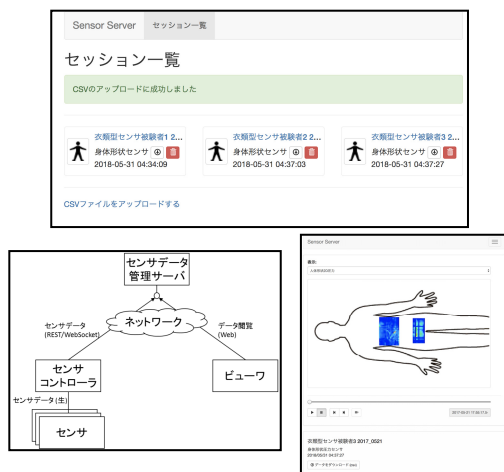 Sensor Server セッション一覧
セッション一覧
CSVのアップロードに成功しました
衣類型センサ被験者1 2...
身体形状センサ
2018-05-31 04:34:09
衣類型センサ被験者2 2...
身体形状センサ
2018-05-31 04:37:03
衣類型センサ被験者3 2...
身体形状センサ
2018-05-31 04:37:27
CSVファイルをアップロードする
センサデータ
管理サーバ
ネットワーク
センサデータ
(REST/WebSocket)
データ閲覧
(Web)
センサ
コントローラ
ビューワ
センサデータ(生)
センサ
Sensor Server
衣類型センサ被験者3 2017_0521
身体形状圧力センサ
2018/05/31 04:37:27